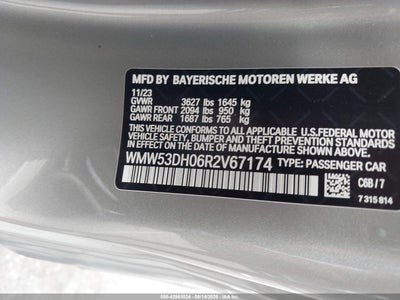 MFD BY BAYERISCHE MOTOREN WERKE AG
11/23
GVWR 3627 lbs 1645 kg
GAWR FRONT 2094 lbs 950 kg
GAWR REAR 1687 lbs 765 kg
THIS VEHICLE CONFORMS TO ALL APPLICABLE U.S. FEDERAL MOTOR
VEHICLE SAFETY, BUMPER, AND THEFT PREVENTION STANDARDS IN
EFFECT ON THE DATE OF MANUFACTURE SHOWN ABOVE.
WMW53DH06R2V67174 TYPE: PASSENGER CAR
C6B / 7
7 315 814